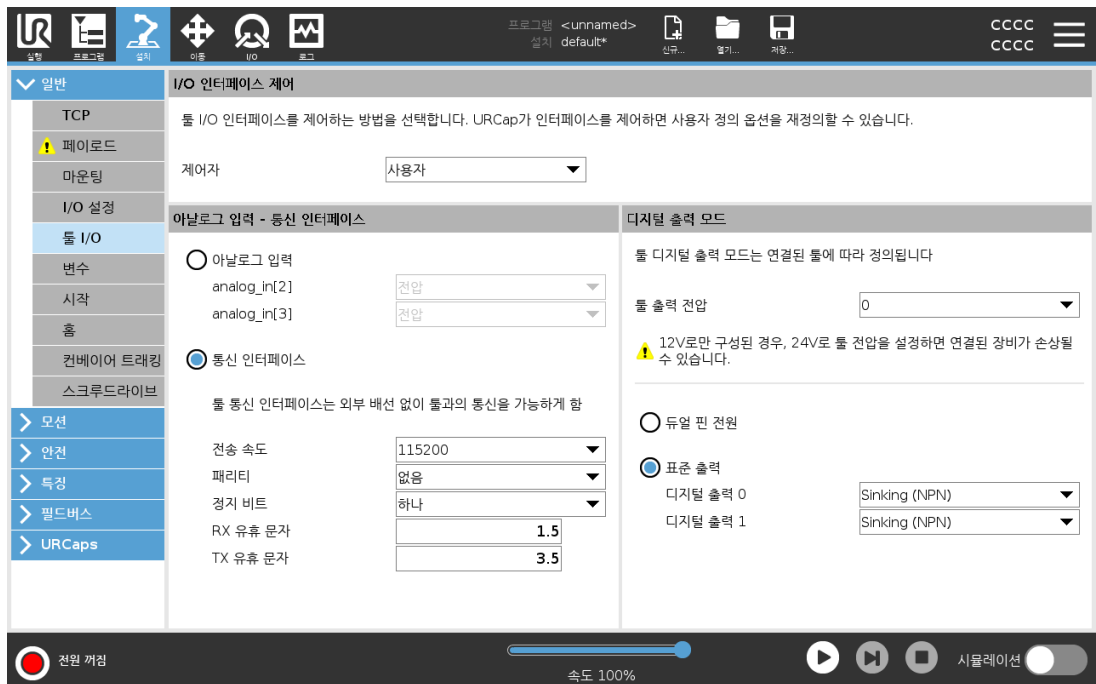 UR
실행
프로그램
설치
이동
I/O
로그
프로그램 <unnamed>
설치 default*
신규...
열기...
저장...
CCCC
CCCC
일반
TCP
페이로드
마운팅
I/O 설정
툴 I/O
변수
시작
홈
컨베이어 트래킹
스크루드라이브
모션
안전
특징
필드버스
URCaps
I/O 인터페이스 제어
툴 I/O 인터페이스를 제어하는 방법을 선택합니다. URCap가 인터페이스를 제어하면 사용자 정의 옵션을 재정의할 수 있습니다.
제어자 사용자
아날로그 입력 - 통신 인터페이스
아날로그 입력
analog_in[2] 전압
analog_in[3] 전압
통신 인터페이스
툴 통신 인터페이스는 외부 배선 없이 툴과의 통신을 가능하게 함
전송 속도 115200
패리티 없음
정지 비트 하나
RX 유휴 문자 1.5
TX 유휴 문자 3.5
디지털 출력 모드
툴 디지털 출력 모드는 연결된 툴에 따라 정의됩니다
툴 출력 전압 0
12V로만 구성된 경우, 24V로 툴 전압을 설정하면 연결된 장비가 손상될
수 있습니다.
듀얼 핀 전원
표준 출력
디지털 출력 0 Sinking (NPN)
디지털 출력 1 Sinking (NPN)
전원 꺼짐
속도 100%
시뮬레이션